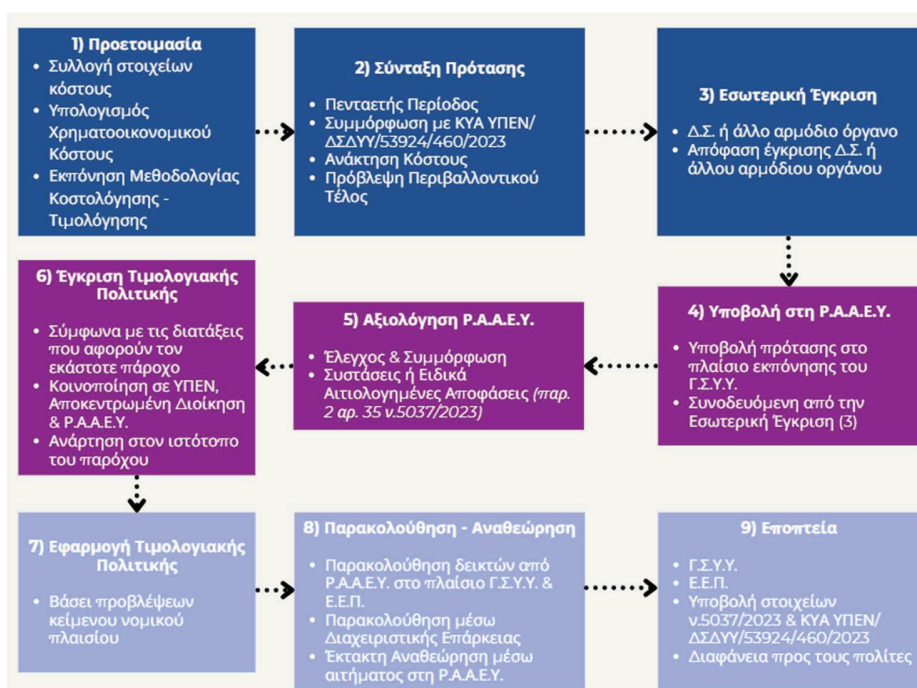 1) Προετοιμασία
• Συλλογή στοιχείων
κόστους
• Υπολογισμός
Χρηματοοικονομικού
Κόστους
• Εκπόνηση Μεθοδολογίας
Κοστολόγησης -
Τιμολόγησης
2) Σύνταξη Πρότασης
• Πενταετής Περίοδος
• Συμμόρφωση με ΚΥΑ ΥΠΕΝ/
ΔΣΔΥΥ/53924/460/2023
• Ανάκτηση Κόστους
• Πρόβλεψη Περιβαλλοντικού
Τέλος
3) Εσωτερική Έγκριση
• Δ.Σ. ή άλλο αρμόδιο όργανο
• Απόφαση έγκρισης Δ.Σ. ή
άλλου αρμόδιου οργάνου
4) Υποβολή στη Ρ.Α.Α.Ε.Υ.
• Υποβολή πρότασης στο
πλαίσιο εκπόνησης του
Γ.Σ.Υ.Υ.
• Συνοδευόμενη από την
Εσωτερική Έγκριση (3)
5) Αξιολόγηση Ρ.Α.Α.Ε.Υ.
• Έλεγχος & Συμμόρφωση
• Συστάσεις ή Ειδικά
Αιτιολογημένες Αποφάσεις (παρ.
2 αρ. 35 ν.5037/2023)
6) Έγκριση Τιμολογιακής
Πολιτικής
• Σύμφωνα με τις διατάξεις
που αφορούν τον
εκάστοτε πάροχο
• Κοινοποίηση σε ΥΠΕΝ,
Αποκεντρωμένη Διοίκηση
& Ρ.Α.Α.Ε.Υ.
• Ανάρτηση στον ιστότοπο
του παρόχου
7) Εφαρμογή Τιμολογιακής
Πολιτικής
• Βάσει προβλέψεων
κείμενου νομικού
πλαισίου
8) Παρακολούθηση - Αναθεώρηση
• Παρακολούθηση δεικτών από
Ρ.Α.Α.Ε.Υ. στο πλαίσιο Γ.Σ.Υ.Υ. &
Ε.Ε.Π.
• Παρακολούθηση μέσω
Διαχειριστικής Επάρκειας
• Έκτακτη Αναθεώρηση μέσω
αιτήματος στη Ρ.Α.Α.Ε.Υ.
9) Εποπτεία
• Γ.Σ.Υ.Υ.
• Ε.Ε.Π.
• Υποβολή στοιχείων
ν.5037/2023 & ΚΥΑ ΥΠΕΝ/
ΔΣΔΥΥ/53924/460/2023
• Διαφάνεια προς τους πολίτες